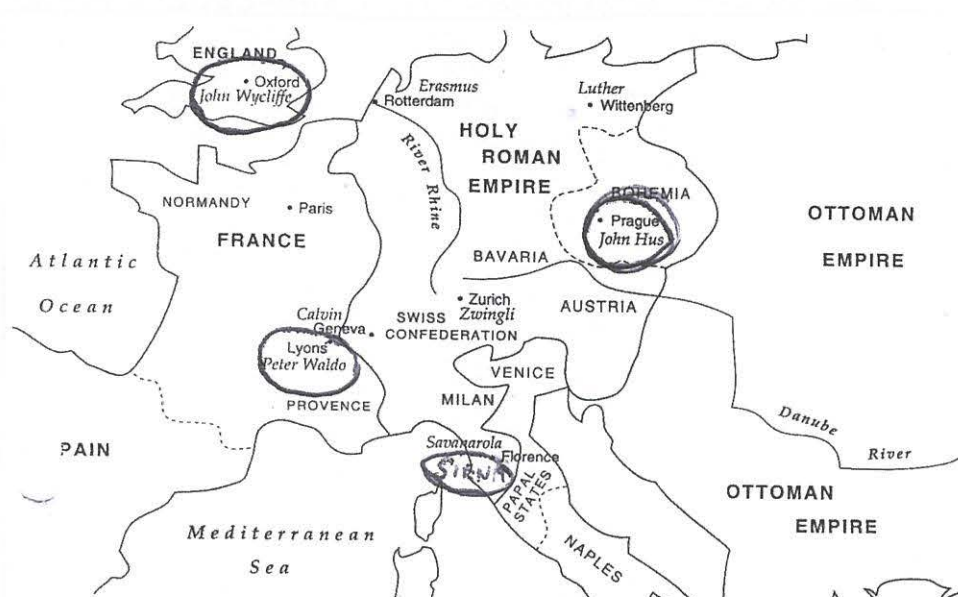 ENGLAND
Oxford
John Wycliffe
Erasmus
Rotterdam
Luther
Wittenberg
HOLY
ROMAN
EMPIRE
River Rhine
NORMANDY
Paris
FRANCE
BOHEMIA
Prague
John Hus
OTTOMAN
EMPIRE
Atlantic
Ocean
BAVARIA
AUSTRIA
Zurich
Zwingli
SWISS
CONFEDERATION
Calvin
Geneva
Lyons
Peter Waldo
PROVENCE
VENICE
MILAN
PAIN
Savanarola
Florence
SIENA
PAPAL
STATES
NAPLES
Danube
River
OTTOMAN
EMPIRE
Mediterranean
Sea